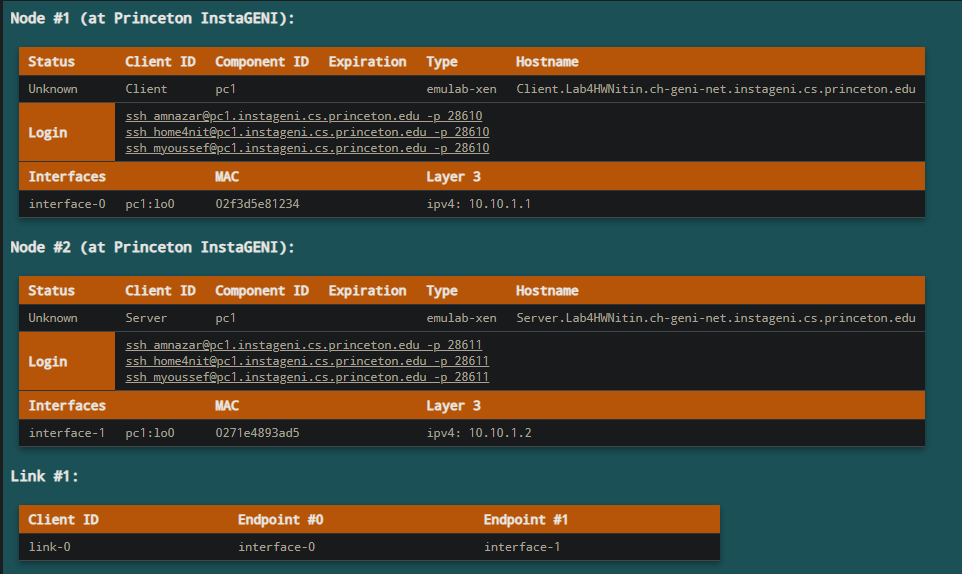 Node #1 (at Princeton InstaGENI):
Status Client ID Component ID Expiration Type Hostname
Unknown Client pc1 emulab-xen Client.Lab4HWNitin.ch-geni-net.instageni.cs.princeton.edu
Login
ssh amnazar@pc1.instageni.cs.princeton.edu -p 28610
ssh home4nit@pc1.instageni.cs.princeton.edu -p 28610
ssh myoussef@pc1.instageni.cs.princeton.edu -p 28610
Interfaces MAC Layer 3
interface-0 pc1:lo0 02f3d5e81234 ipv4: 10.10.1.1
Node #2 (at Princeton InstaGENI):
Status Client ID Component ID Expiration Type Hostname
Unknown Server pc1 emulab-xen Server.Lab4HWNitin.ch-geni-net.instageni.cs.princeton.edu
Login
ssh amnazar@pc1.instageni.cs.princeton.edu -p 28611
ssh home4nit@pc1.instageni.cs.princeton.edu -p 28611
ssh myoussef@pc1.instageni.cs.princeton.edu -p 28611
Interfaces MAC Layer 3
interface-1 pc1:lo0 0271e4893ad5 ipv4: 10.10.1.2
Link #1:
Client ID Endpoint #0 Endpoint #1
link-0 interface-0 interface-1